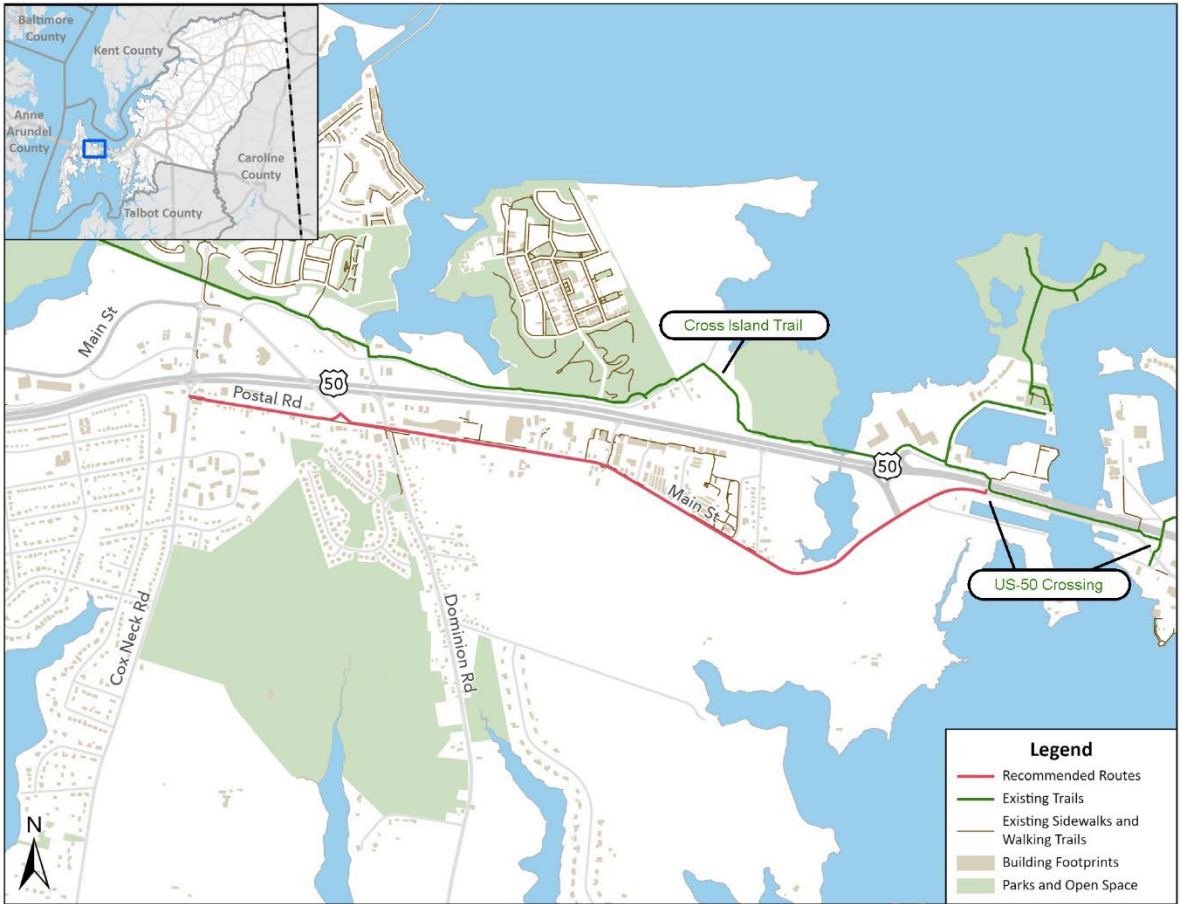 Baltimore
County
Kent County
Anne
Arundel
County
Caroline
County
Talbot County
Main St
Cross Island Trail
50
Postal Rd
50
Main St
US-50 Crossing
Cox Neck Rd
Dominion Rd
N
Legend
Recommended Routes
Existing Trails
Existing Sidewalks and
Walking Trails
Building Footprints
Parks and Open Space